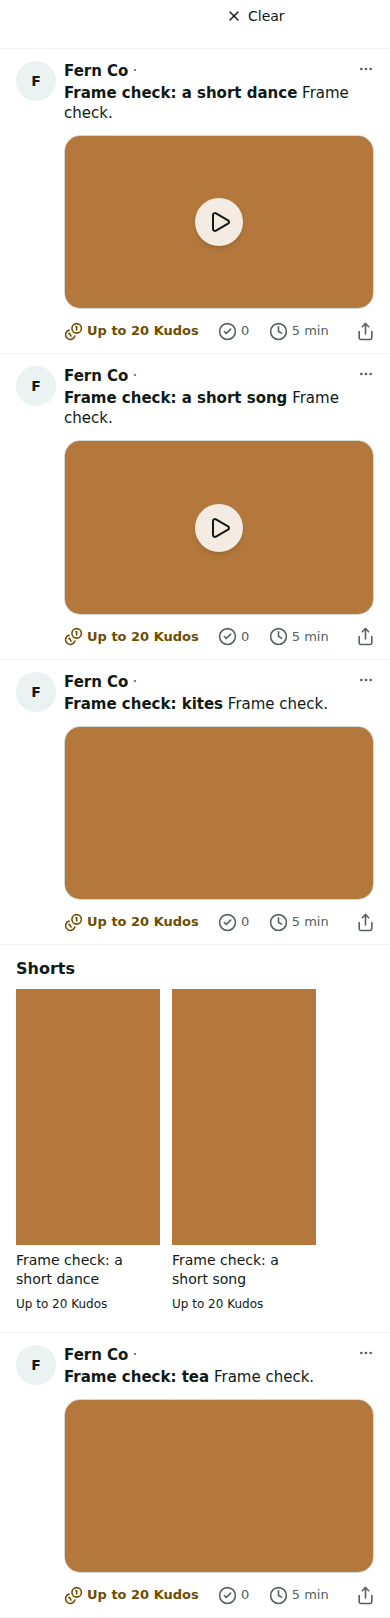 Clear
F
Fern Co ·
Frame check: a short dance Frame
check.
Up to 20 Kudos 0 5 min
F
Fern Co ·
Frame check: a short song Frame
check.
Up to 20 Kudos 0 5 min
F
Fern Co ·
Frame check: kites Frame check.
Up to 20 Kudos 0 5 min
Shorts
Frame check: a
short dance
Up to 20 Kudos
Frame check: a
short song
Up to 20 Kudos
F
Fern Co ·
Frame check: tea Frame check.
Up to 20 Kudos 0 5 min